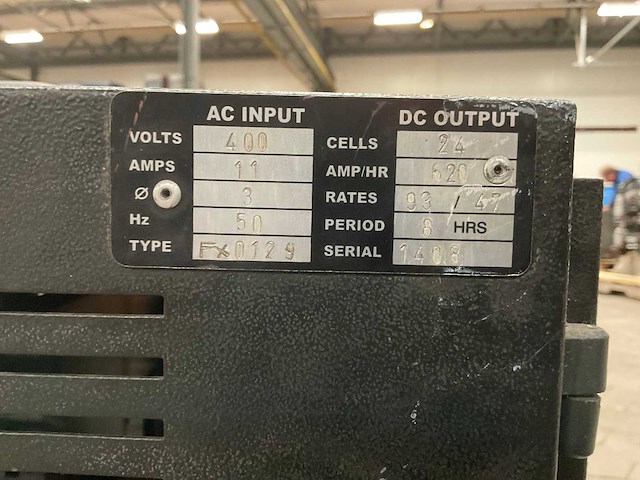 AC INPUT DC OUTPUT
VOLTS 400 CELLS 24
AMPS 11 AMP/HR 620
Ø 3 RATES 93 / 47
Hz 50 PERIOD 8 HRS
TYPE FX0129 SERIAL 1408